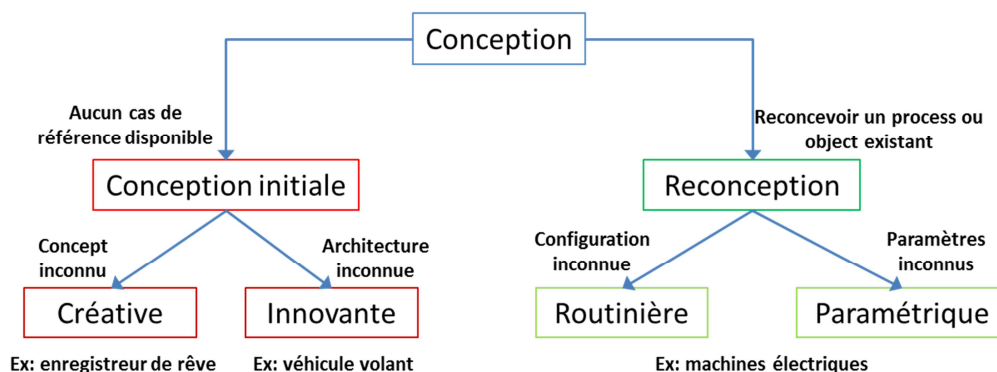 Conception
Aucun cas de
référence disponible
Reconcevoir un process ou
object existant
Conception initiale
Reconception
Concept
inconnu
Architecture
inconnue
Configuration
inconnue
Paramètres
inconnus
Créative
Innovante
Routinière
Paramétrique
Ex: enregistreur de rêve
Ex: véhicule volant
Ex: machines électriques